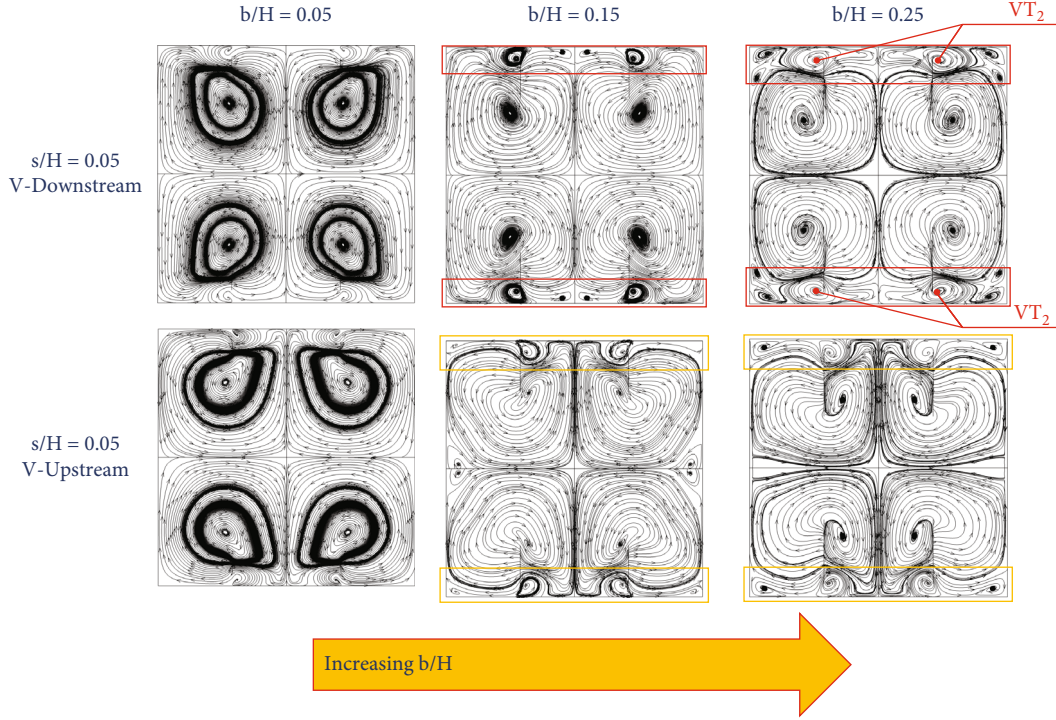 b/H = 0.05
b/H = 0.15
b/H = 0.25
VT2
s/H = 0.05
V-Downstream
VT2
s/H = 0.05
V-Upstream
Increasing b/H